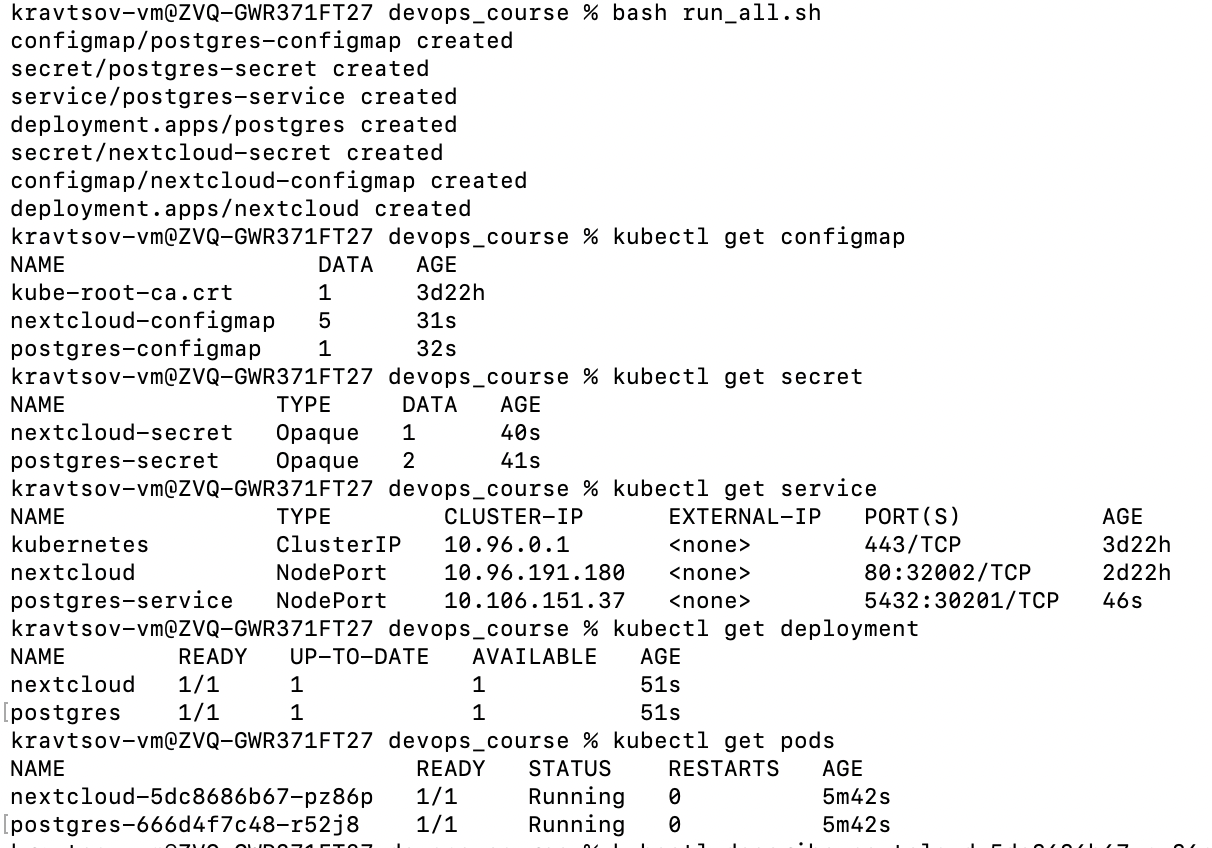 kravtsov-vm@ZVQ-GWR371FT27 devops_course % bash run_all.sh
configmap/postgres-configmap created
secret/postgres-secret created
service/postgres-service created
deployment.apps/postgres created
secret/nextcloud-secret created
configmap/nextcloud-configmap created
deployment.apps/nextcloud created
kravtsov-vm@ZVQ-GWR371FT27 devops_course % kubectl get configmap
NAME                  DATA   AGE
kube-root-ca.crt      1      3d22h
nextcloud-configmap   5      31s
postgres-configmap    1      32s
kravtsov-vm@ZVQ-GWR371FT27 devops_course % kubectl get secret
NAME               TYPE     DATA   AGE
nextcloud-secret   Opaque   1      40s
postgres-secret    Opaque   2      41s
kravtsov-vm@ZVQ-GWR371FT27 devops_course % kubectl get service
NAME               TYPE        CLUSTER-IP      EXTERNAL-IP   PORT(S)          AGE
kubernetes         ClusterIP   10.96.0.1       <none>        443/TCP          3d22h
nextcloud          NodePort    10.96.191.180   <none>        80:32002/TCP     2d22h
postgres-service   NodePort    10.106.151.37   <none>        5432:30201/TCP   46s
kravtsov-vm@ZVQ-GWR371FT27 devops_course % kubectl get deployment
NAME        READY   UP-TO-DATE   AVAILABLE   AGE
nextcloud   1/1     1            1           51s
postgres    1/1     1            1           51s
kravtsov-vm@ZVQ-GWR371FT27 devops_course % kubectl get pods
NAME                         READY   STATUS    RESTARTS   AGE
nextcloud-5dc8686b67-pz86p   1/1     Running   0          5m42s
postgres-666d4f7c48-r52j8    1/1     Running   0          5m42s